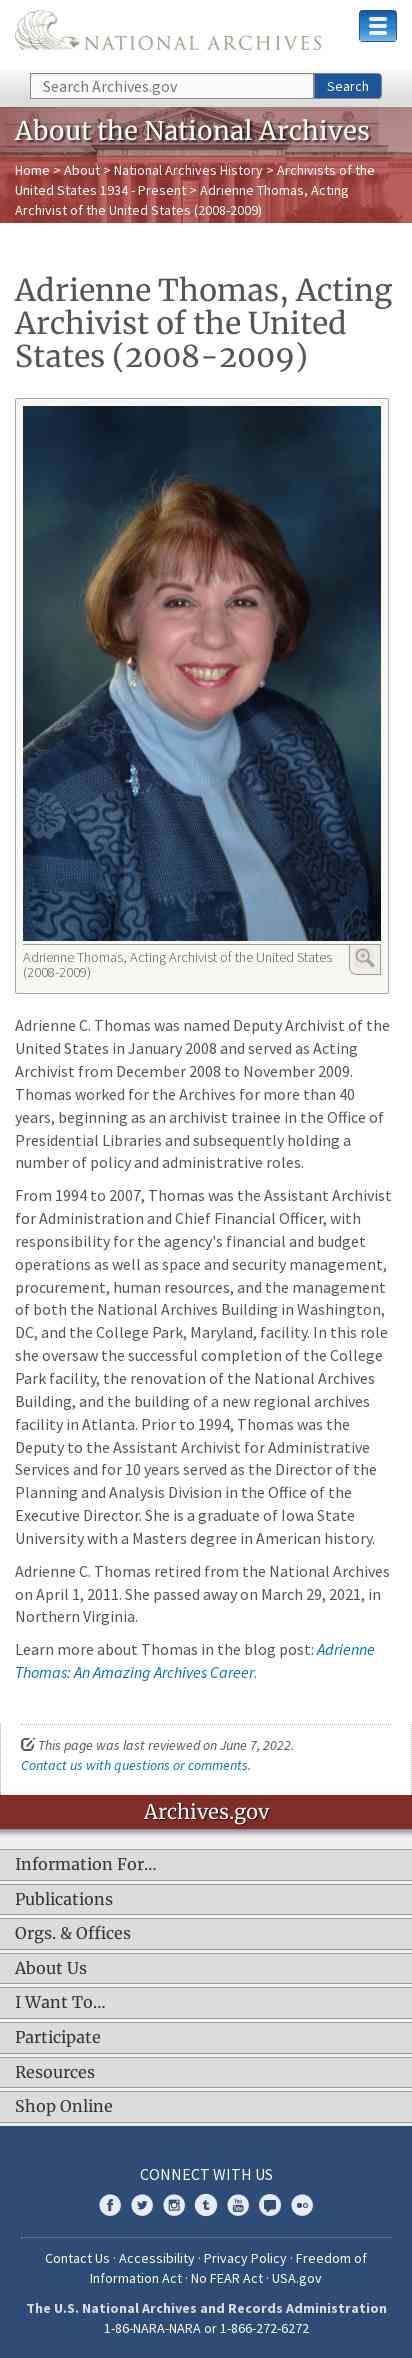 NATIONAL ARCHIVES
Search Archives.gov
Search
About the National Archives
Home > About > National Archives History > Archivists of the
United States 1934 - Present > Adrienne Thomas, Acting
Archivist of the United States (2008-2009)
Adrienne Thomas, Acting
Archivist of the United
States (2008-2009)
Adrienne Thomas, Acting Archivist of the United States
(2008-2009)
Adrienne C. Thomas was named Deputy Archivist of the
United States in January 2008 and served as Acting
Archivist from December 2008 to November 2009.
Thomas worked for the Archives for more than 40
years, beginning as an archivist trainee in the Office of
Presidential Libraries and subsequently holding a
number of policy and administrative roles.
From 1994 to 2007, Thomas was the Assistant Archivist
for Administration and Chief Financial Officer, with
responsibility for the agency's financial and budget
operations as well as space and security management,
procurement, human resources, and the management
of both the National Archives Building in Washington,
DC, and the College Park, Maryland, facility. In this role
she oversaw the successful completion of the College
Park facility, the renovation of the National Archives
Building, and the building of a new regional archives
facility in Atlanta. Prior to 1994, Thomas was the
Deputy to the Assistant Archivist for Administrative
Services and for 10 years served as the Director of the
Planning and Analysis Division in the Office of the
Executive Director. She is a graduate of Iowa State
University with a Masters degree in American history.
Adrienne C. Thomas retired from the National Archives
on April 1, 2011. She passed away on March 29, 2021, in
Northern Virginia.
Learn more about Thomas in the blog post: Adrienne
Thomas: An Amazing Archives Career.
This page was last reviewed on June 7, 2022.
Contact us with questions or comments.
Archives.gov
Information For…
Publications
Orgs. & Offices
About Us
I Want To…
Participate
Resources
Shop Online
CONNECT WITH US
Contact Us · Accessibility · Privacy Policy · Freedom of
Information Act · No FEAR Act · USA.gov
The U.S. National Archives and Records Administration
1-86-NARA-NARA or 1-866-272-6272